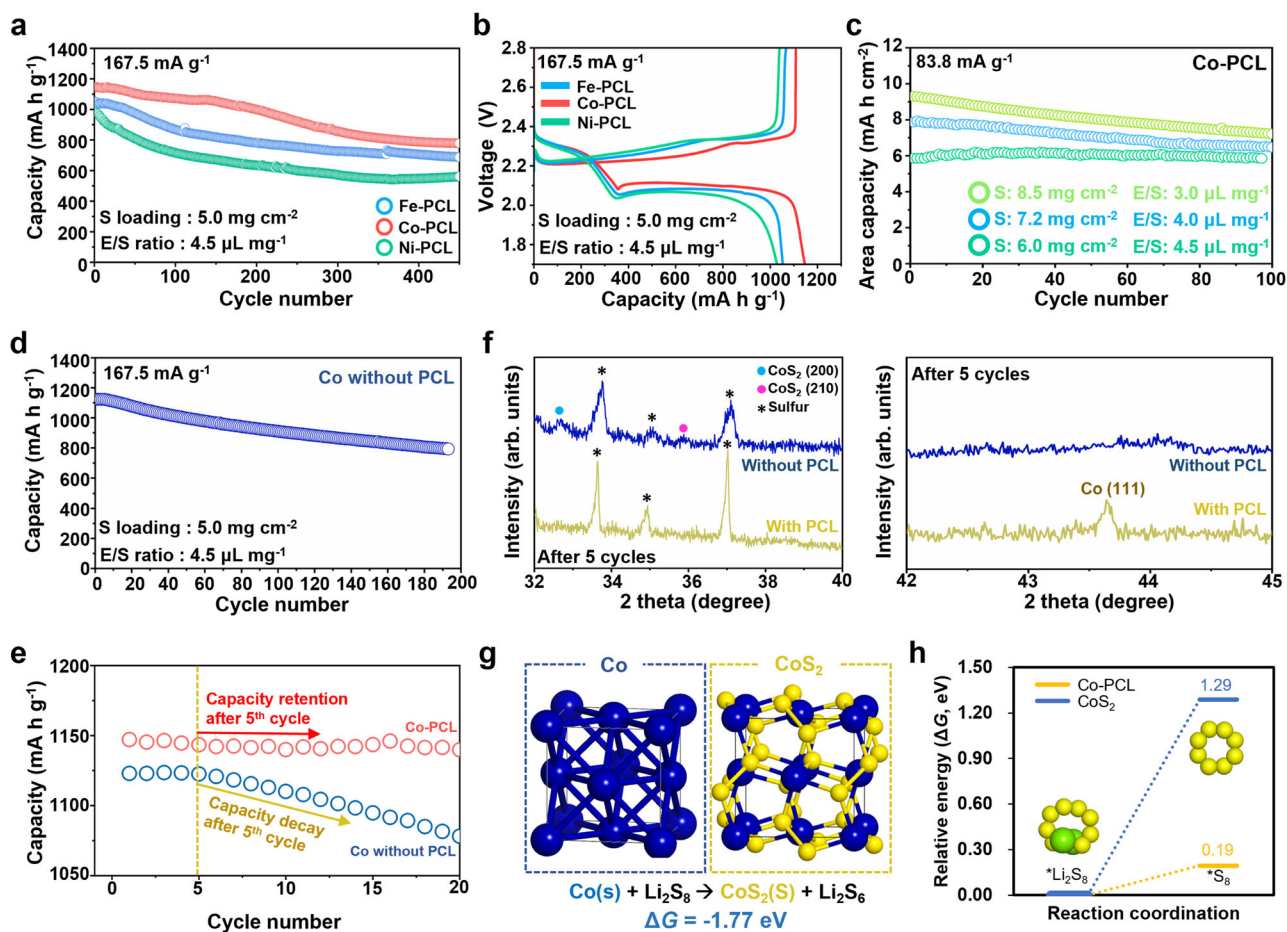 a
1400
1200
1000
800
600
400
200
0
Capacity (mA h g⁻¹)
167.5 mA g⁻¹
S loading : 5.0 mg cm⁻²
E/S ratio : 4.5 µL mg⁻¹
Fe-PCL
Co-PCL
Ni-PCL
0 100 200 300 400
Cycle number
b
2.8
2.4
2.0
1.8
Voltage (V)
167.5 mA g⁻¹
Fe-PCL
Co-PCL
Ni-PCL
S loading : 5.0 mg cm⁻²
E/S ratio : 4.5 µL mg⁻¹
0 200 400 600 800 1000 1200
Capacity (mA h g⁻¹)
c
12
10
8
6
4
2
0
Area capacity (mA h cm⁻²)
83.8 mA g⁻¹ Co-PCL
S: 8.5 mg cm⁻² E/S: 3.0 µL mg⁻¹
S: 7.2 mg cm⁻² E/S: 4.0 µL mg⁻¹
S: 6.0 mg cm⁻² E/S: 4.5 µL mg⁻¹
0 20 40 60 80 100
Cycle number
d
1400
1200
1000
800
600
400
200
0
Capacity (mA h g⁻¹)
167.5 mA g⁻¹
Co without PCL
S loading : 5.0 mg cm⁻²
E/S ratio : 4.5 µL mg⁻¹
0 20 40 60 80 100 120 140 160 180 200
Cycle number
f
Intensity (arb. units)
CoS₂ (200)
CoS₂ (210)
* Sulfur
* * *
Without PCL
* * *
With PCL
After 5 cycles
32 34 36 38 40
2 theta (degree)
Intensity (arb. units)
After 5 cycles
Without PCL
Co (111)
With PCL
42 43 44 45
2 theta (degree)
e
1200
1150
1100
1050
Capacity (mA h g⁻¹)
Capacity retention
after 5ᵗʰ cycle
Co-PCL
Capacity decay
after 5ᵗʰ cycle
Co without PCL
0 5 10 15 20
Cycle number
g
Co
CoS₂
Co(s) + Li₂S₈ → CoS₂(S) + Li₂S₆
ΔG = -1.77 eV
h
1.50
1.20
0.90
0.60
0.30
0.00
Relative energy (ΔG, eV)
Co-PCL
CoS₂
1.29
0.19
*Li₂S₈
*S₈
Reaction coordination